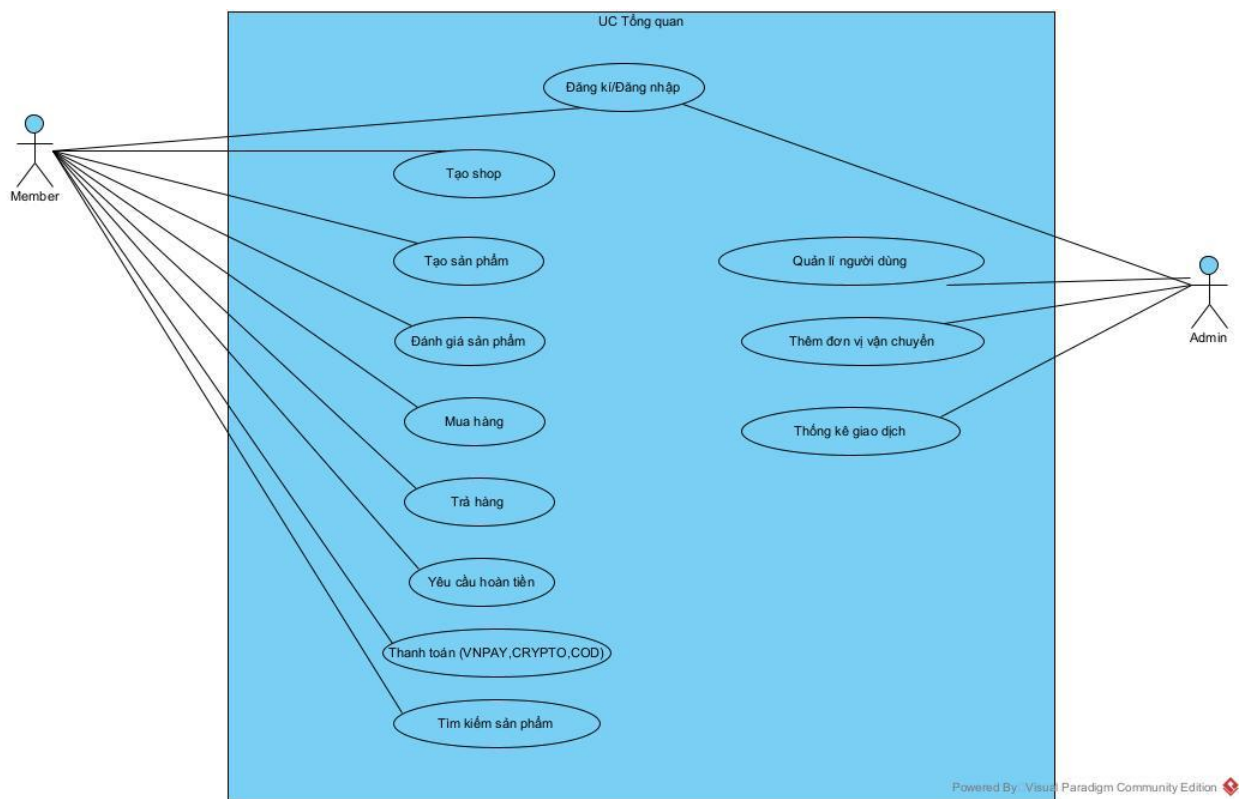 UC Tổng quan
Đăng kí/Đăng nhập
Member
Tạo shop
Tạo sản phẩm
Quản lí người dùng
Đánh giá sản phẩm
Thêm đơn vị vận chuyển
Admin
Mua hàng
Thống kê giao dịch
Trả hàng
Yêu cầu hoàn tiền
Thanh toán (VNPAY,CRYPTO,COD)
Tìm kiếm sản phẩm
Powered By: Visual Paradigm Community Edition